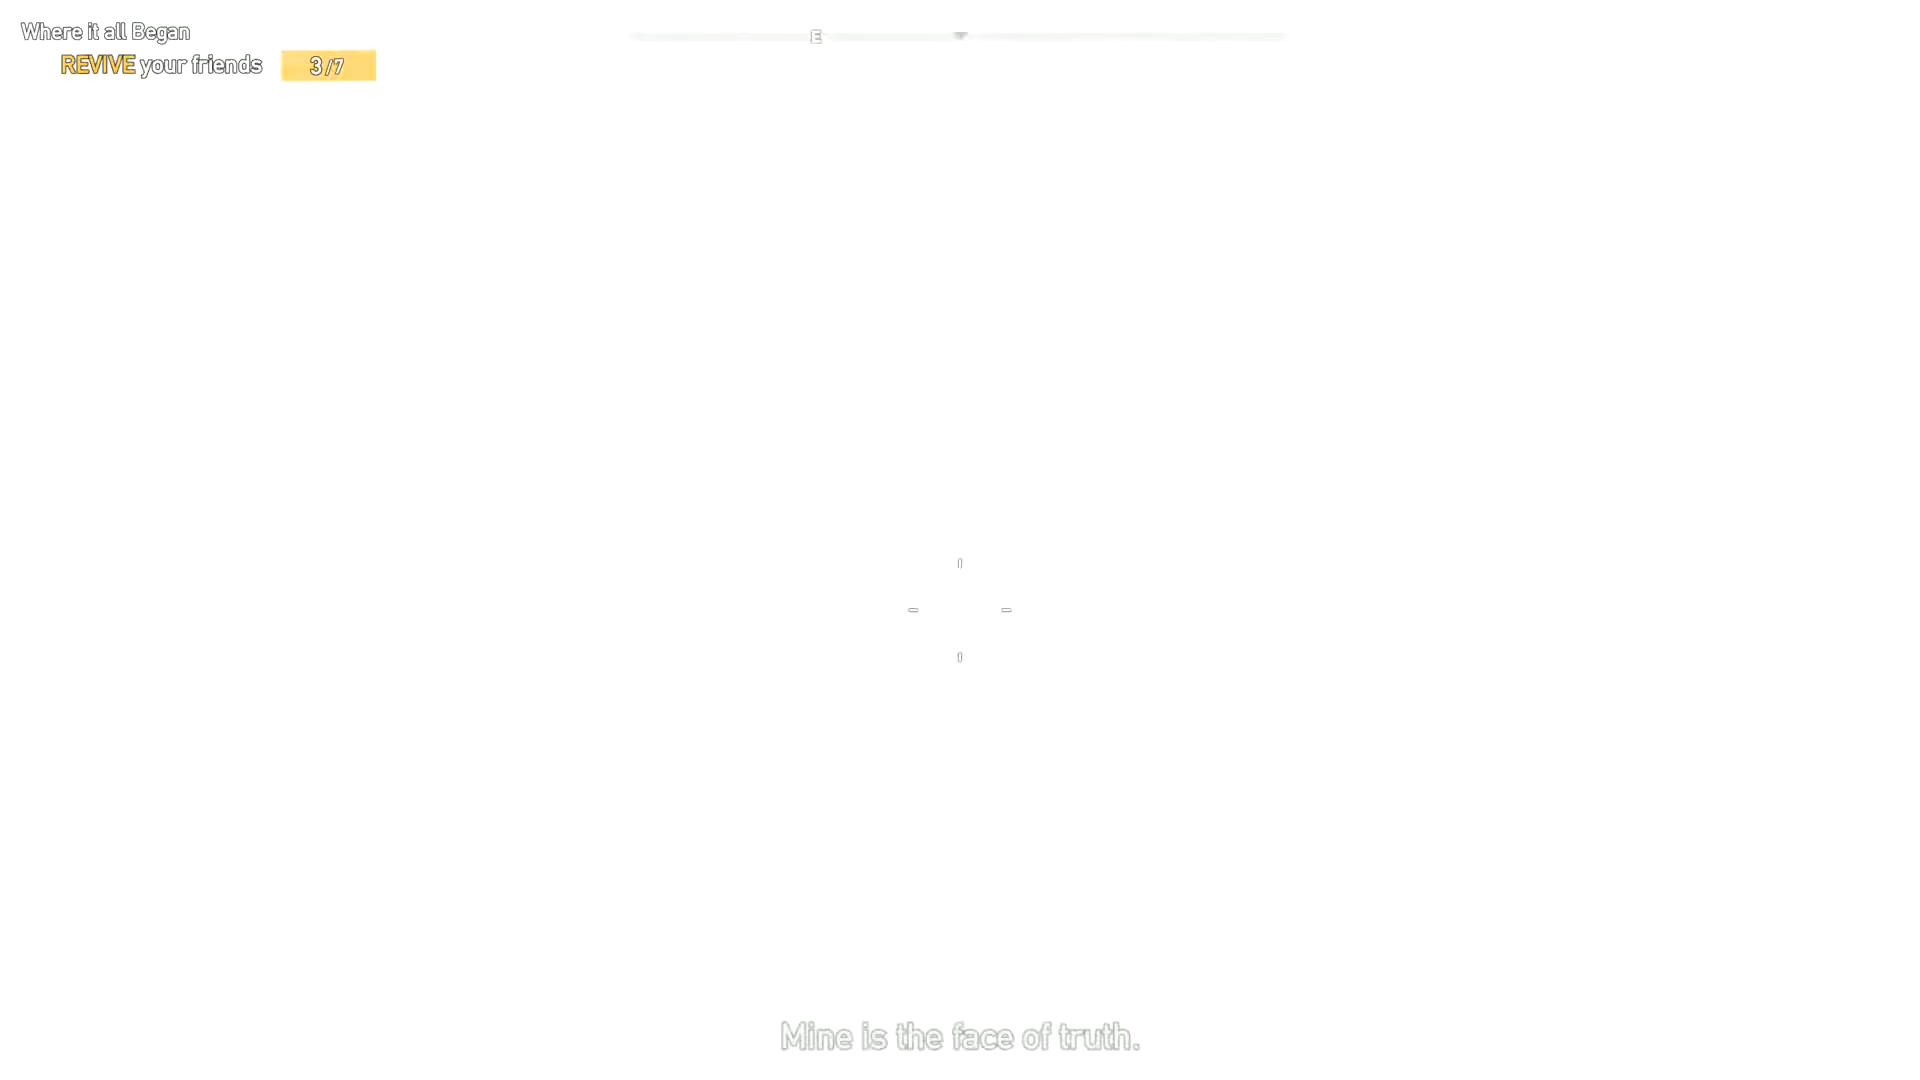 Where it all Began
E
REVIVE your friends 3/7
Mine is the face of truth.